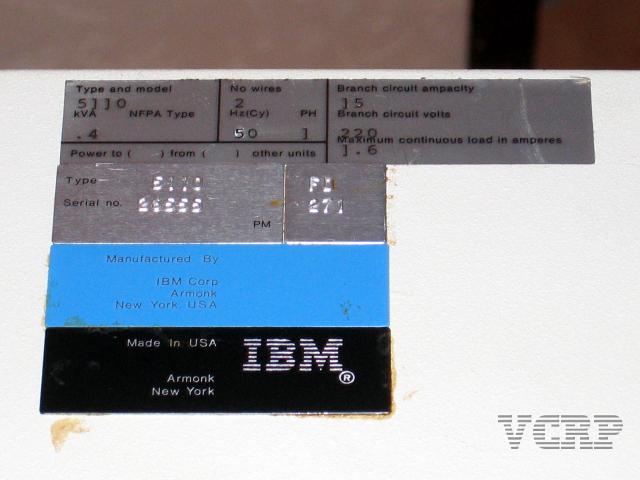 Type and model No wires Branch circuit ampacity
5110 2 15
kVA NFPA Type Hz(Cy) PH Branch circuit volts
.4 50 1 220
Maximum continuous load in amperes
Power to ( ) from ( ) other units 1.6
Type 5110
Serial no.
PM 271
Manufactured By
IBM Corp
Armonk
New York, USA
Made In USA IBM ®
Armonk
New York
VCRP